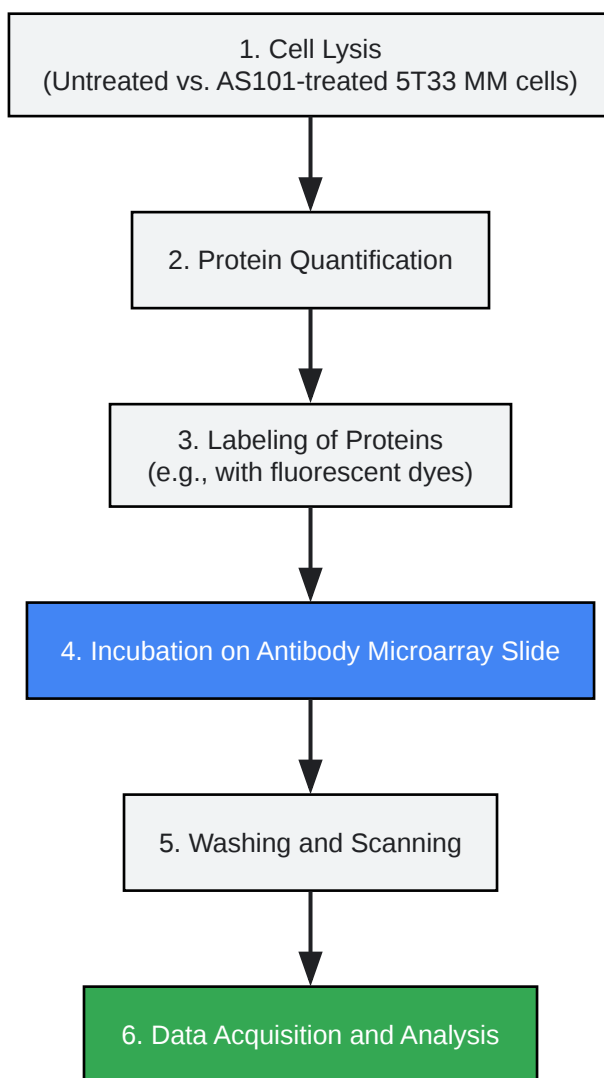 1. Cell Lysis
(Untreated vs. AS101-treated 5T33 MM cells)
2. Protein Quantification
3. Labeling of Proteins
(e.g., with fluorescent dyes)
4. Incubation on Antibody Microarray Slide
5. Washing and Scanning
6. Data Acquisition and Analysis